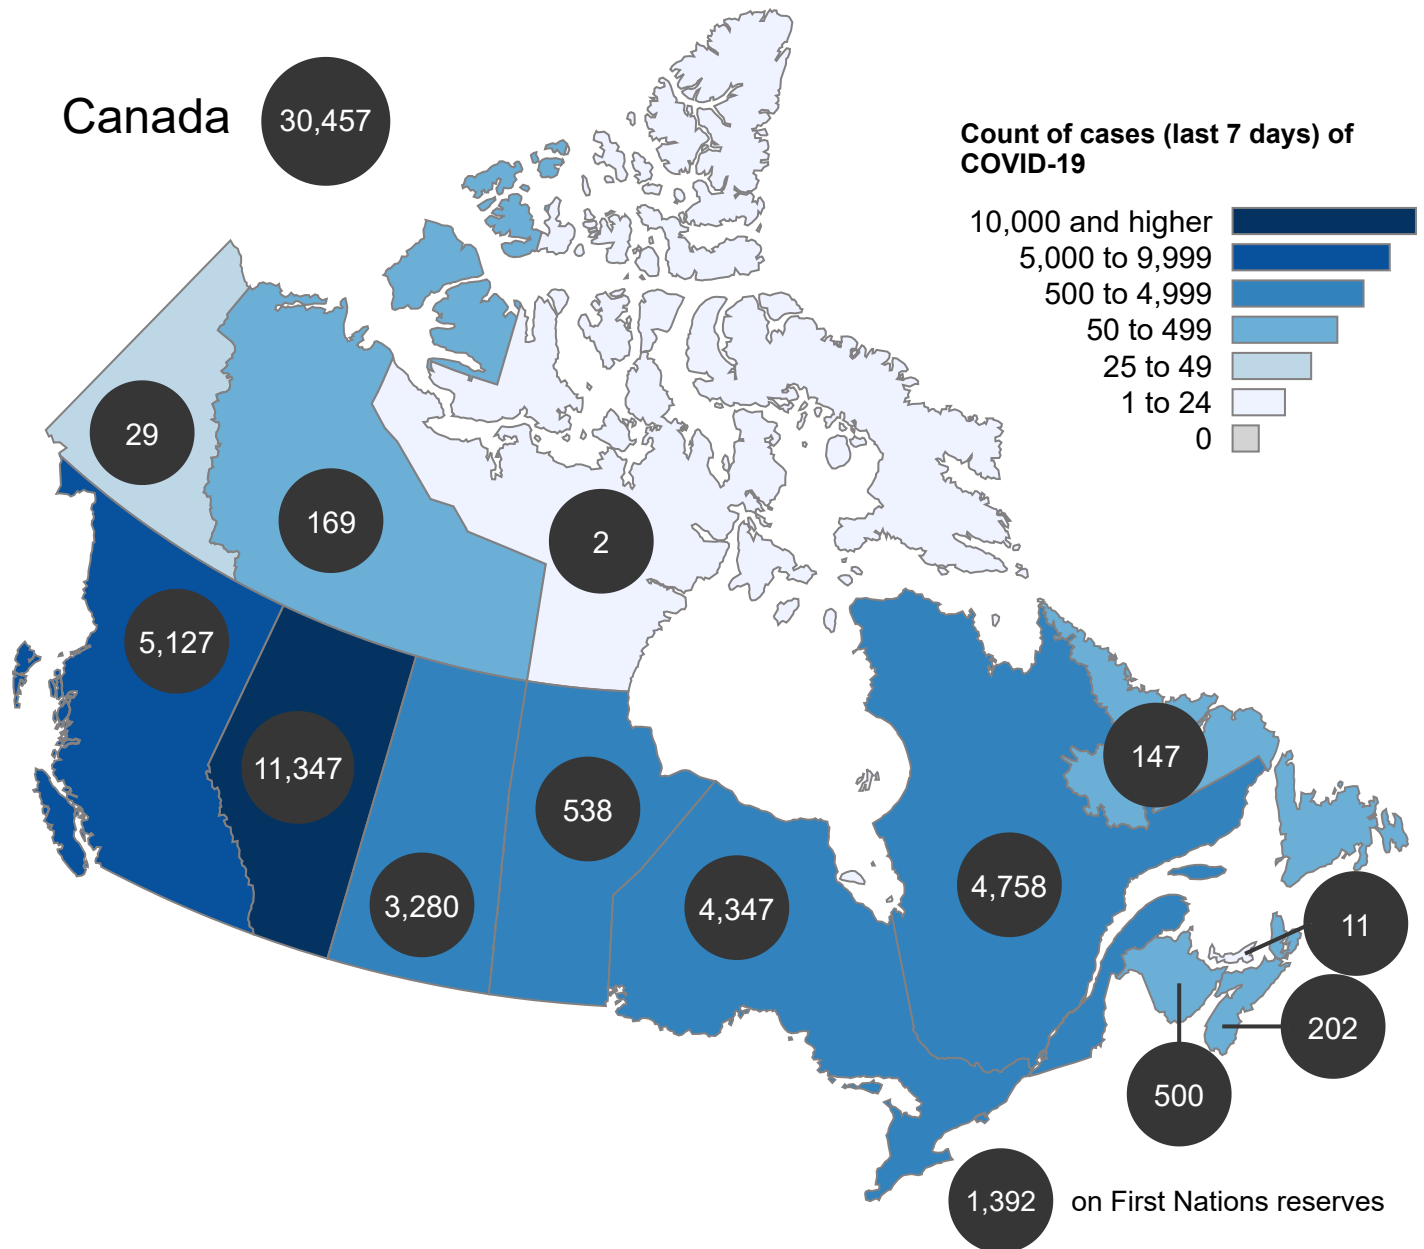 Canada
30,457
Count of cases (last 7 days) of
COVID-19
10,000 and higher
5,000 to 9,999
500 to 4,999
50 to 499
25 to 49
1 to 24
0
29
169
2
5,127
11,347
3,280
538
4,347
4,758
147
11
202
500
1,392 on First Nations reserves